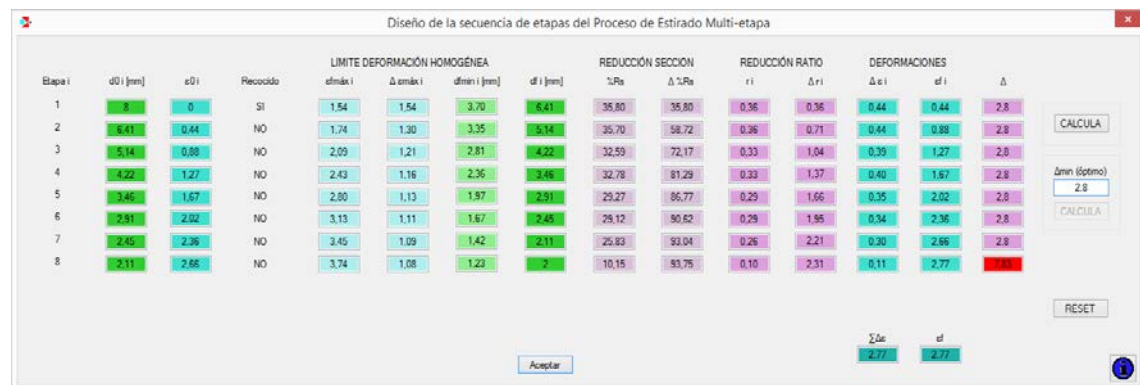 Diseño de la secuencia de etapas del Proceso de Estirado Multi-etapa
LIMITE DEFORMACIÓN HOMOGÉNEA REDUCCIÓN SECCION REDUCCIÓN RATIO DEFORMACIONES
Etapa i d0 i [mm] ε0 i Recocido εfmáx i Δ εmáx i dfmin i [mm] df i [mm] %Ra Δ %Ra r i Δ r i Δ ε i εf i Δ
1 8 0 SI 1,54 1,54 3,70 6,41 35,80 35,80 0,36 0,36 0,44 0,44 2,8
2 6,41 0,44 NO 1,74 1,30 3,35 5,14 35,70 58,72 0,36 0,71 0,44 0,88 2,8
3 5,14 0,88 NO 2,09 1,21 2,81 4,22 32,59 72,17 0,33 1,04 0,39 1,27 2,8
4 4,22 1,27 NO 2,43 1,16 2,36 3,46 32,78 81,29 0,33 1,37 0,40 1,67 2,8
5 3,46 1,67 NO 2,80 1,13 1,97 2,91 29,27 86,77 0,29 1,66 0,35 2,02 2,8
6 2,91 2,02 NO 3,13 1,11 1,67 2,45 29,12 90,62 0,29 1,95 0,34 2,36 2,8
7 2,45 2,36 NO 3,45 1,09 1,42 2,11 25,83 93,04 0,26 2,21 0,30 2,66 2,8
8 2,11 2,66 NO 3,74 1,08 1,23 2 10,15 93,75 0,10 2,31 0,11 2,77
CALCULA
Δmin (óptimo)
2.8
CALCULA
RESET
∑Δε εf
2,77 2,77
Aceptar